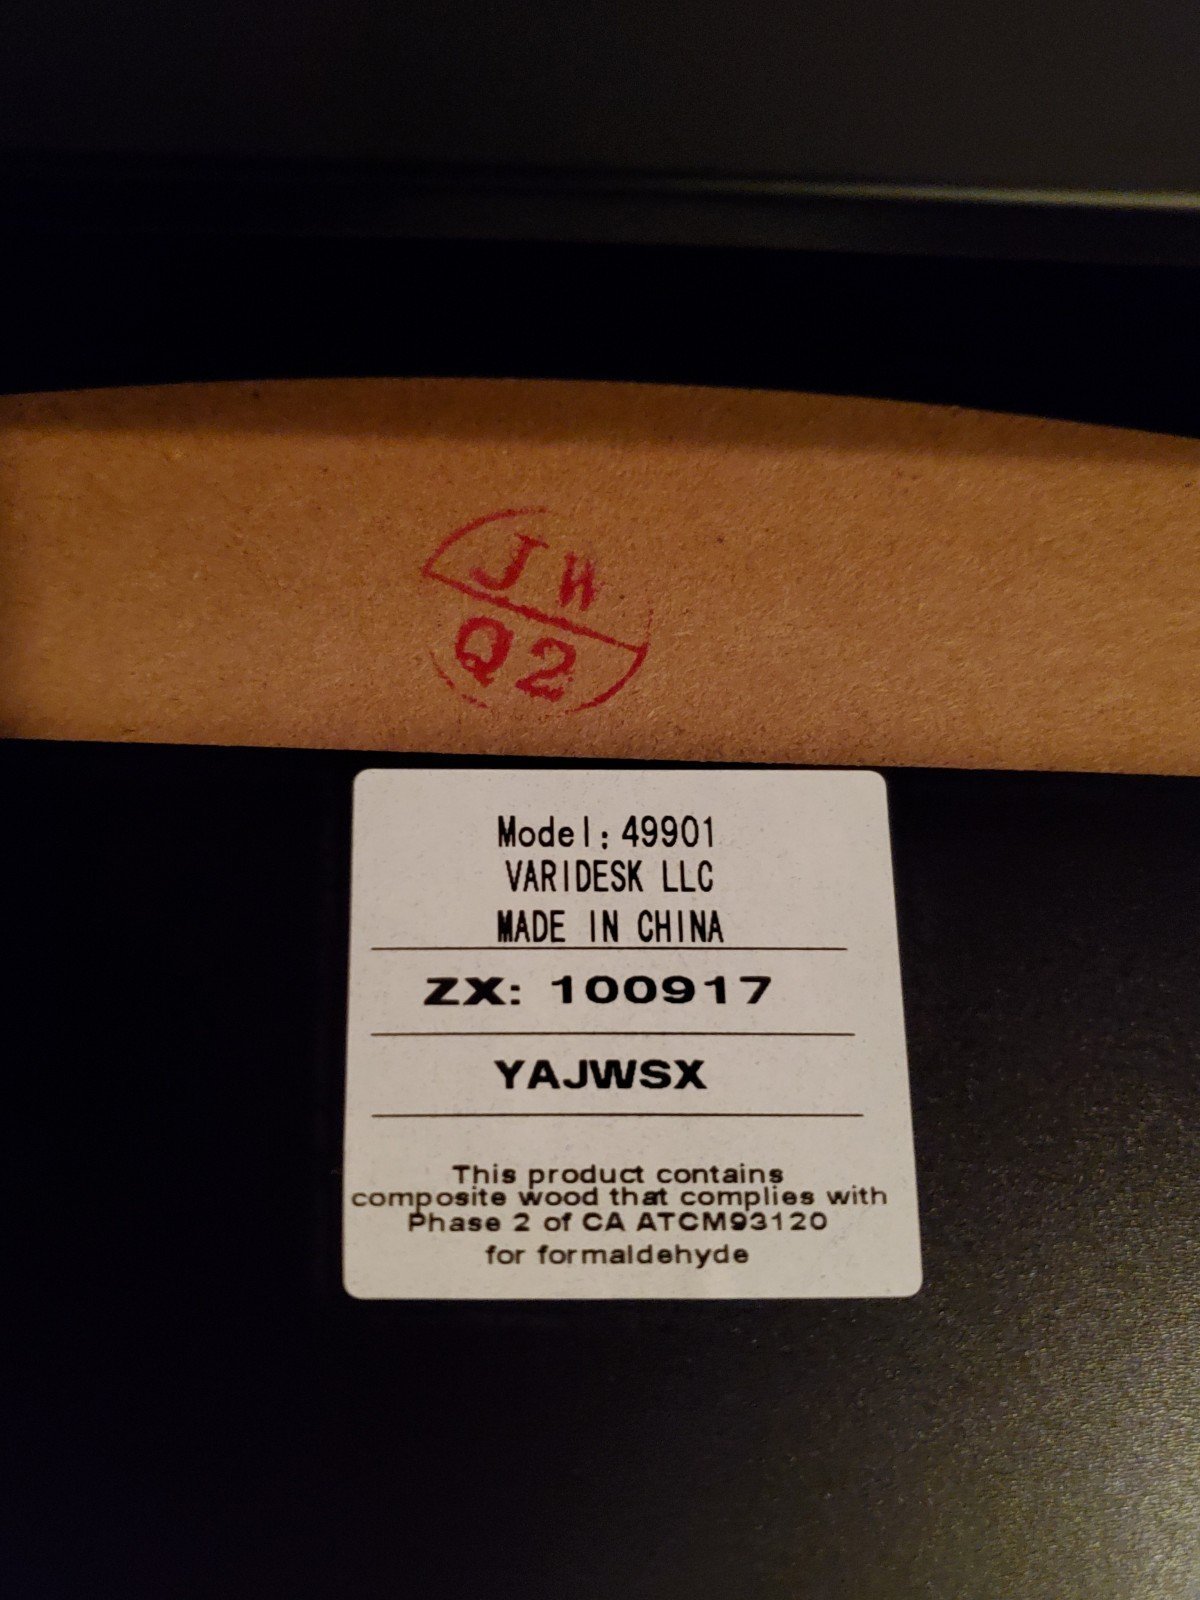 JW
Q2
Model: 49901
VARIDESK LLC
MADE IN CHINA
ZX: 100917
YAJWSX
This product contains
composite wood that complies with
Phase 2 of CA ATCM93120
for formaldehyde